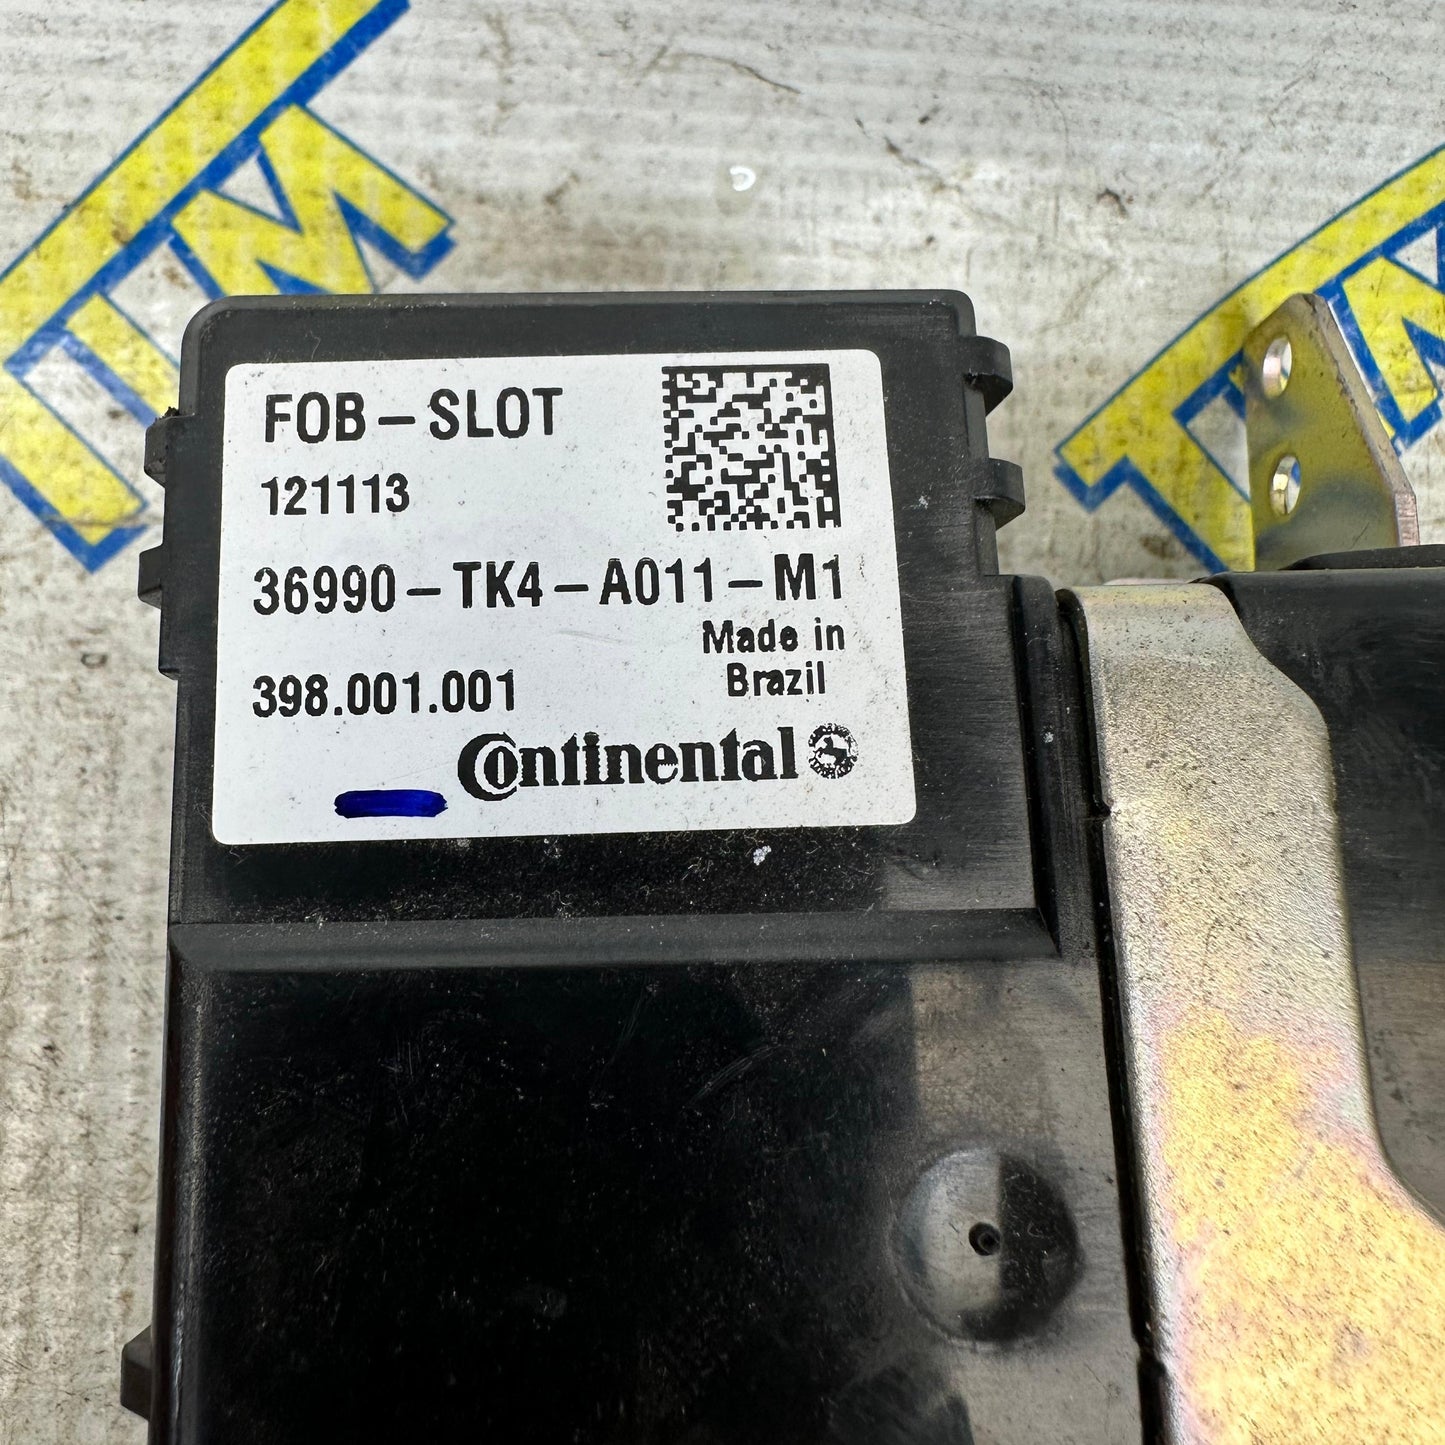 FOB-SLOT
121113
36990-TK4-A011-M1
Made in
Brazil
398.001.001
Continental